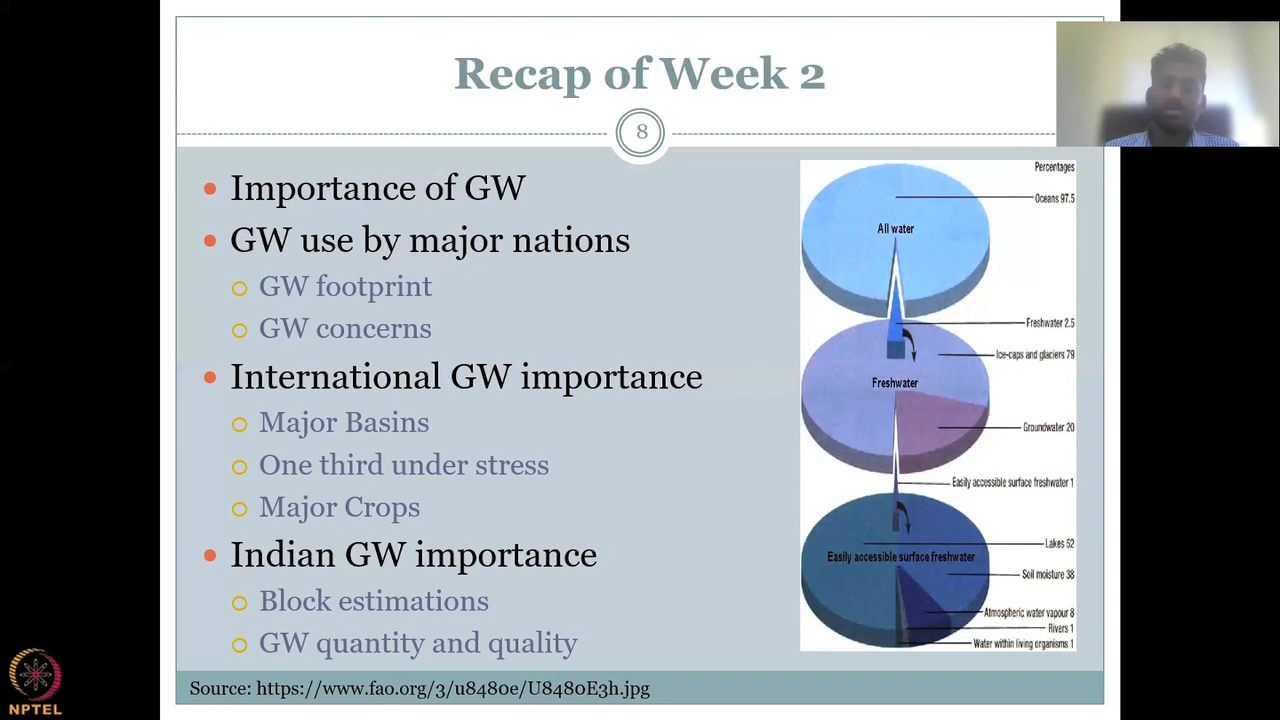 Recap of Week 2
8
Importance of GW
GW use by major nations
GW footprint
GW concerns
International GW importance
Major Basins
One third under stress
Major Crops
Indian GW importance
Block estimations
GW quantity and quality
Percentages
Oceans 97.5
All water
Freshwater 2.5
Ice-caps and glaciers 79
Freshwater
Groundwater 20
Easily accessible surface freshwater 1
Lakes 52
Easily accessible surface freshwater
Soil moisture 38
Atmospheric water vapour 8
Rivers 1
Water within living organisms 1
Source: https://www.fao.org/3/u8480e/U8480E3h.jpg
NPTEL